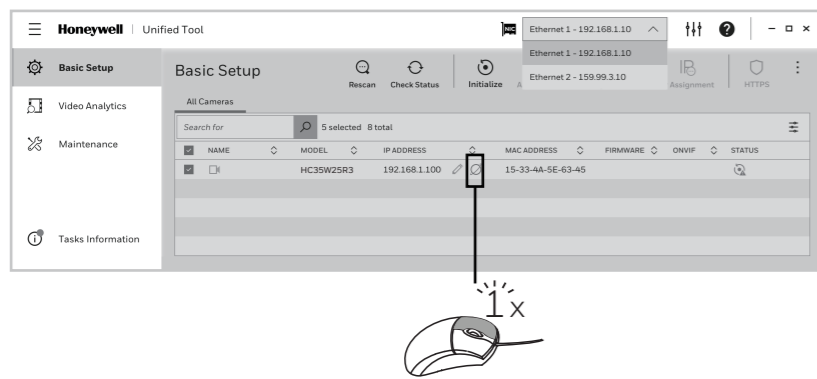 Honeywell | Unified Tool
NIC
Ethernet 1 - 192.168.1.10
Ethernet 1 - 192.168.1.10
Ethernet 2 - 159.99.3.10
Basic Setup
Video Analytics
Maintenance
Tasks Information
Basic Setup
Rescan
Check Status
Initialize
A
IP
Assignment
HTTPS
All Cameras
Search for
5 selected 8 total
NAME MODEL IP ADDRESS MAC ADDRESS FIRMWARE ONVIF STATUS
HC35W25R3 192.168.1.100 15-33-4A-5E-63-45
1x